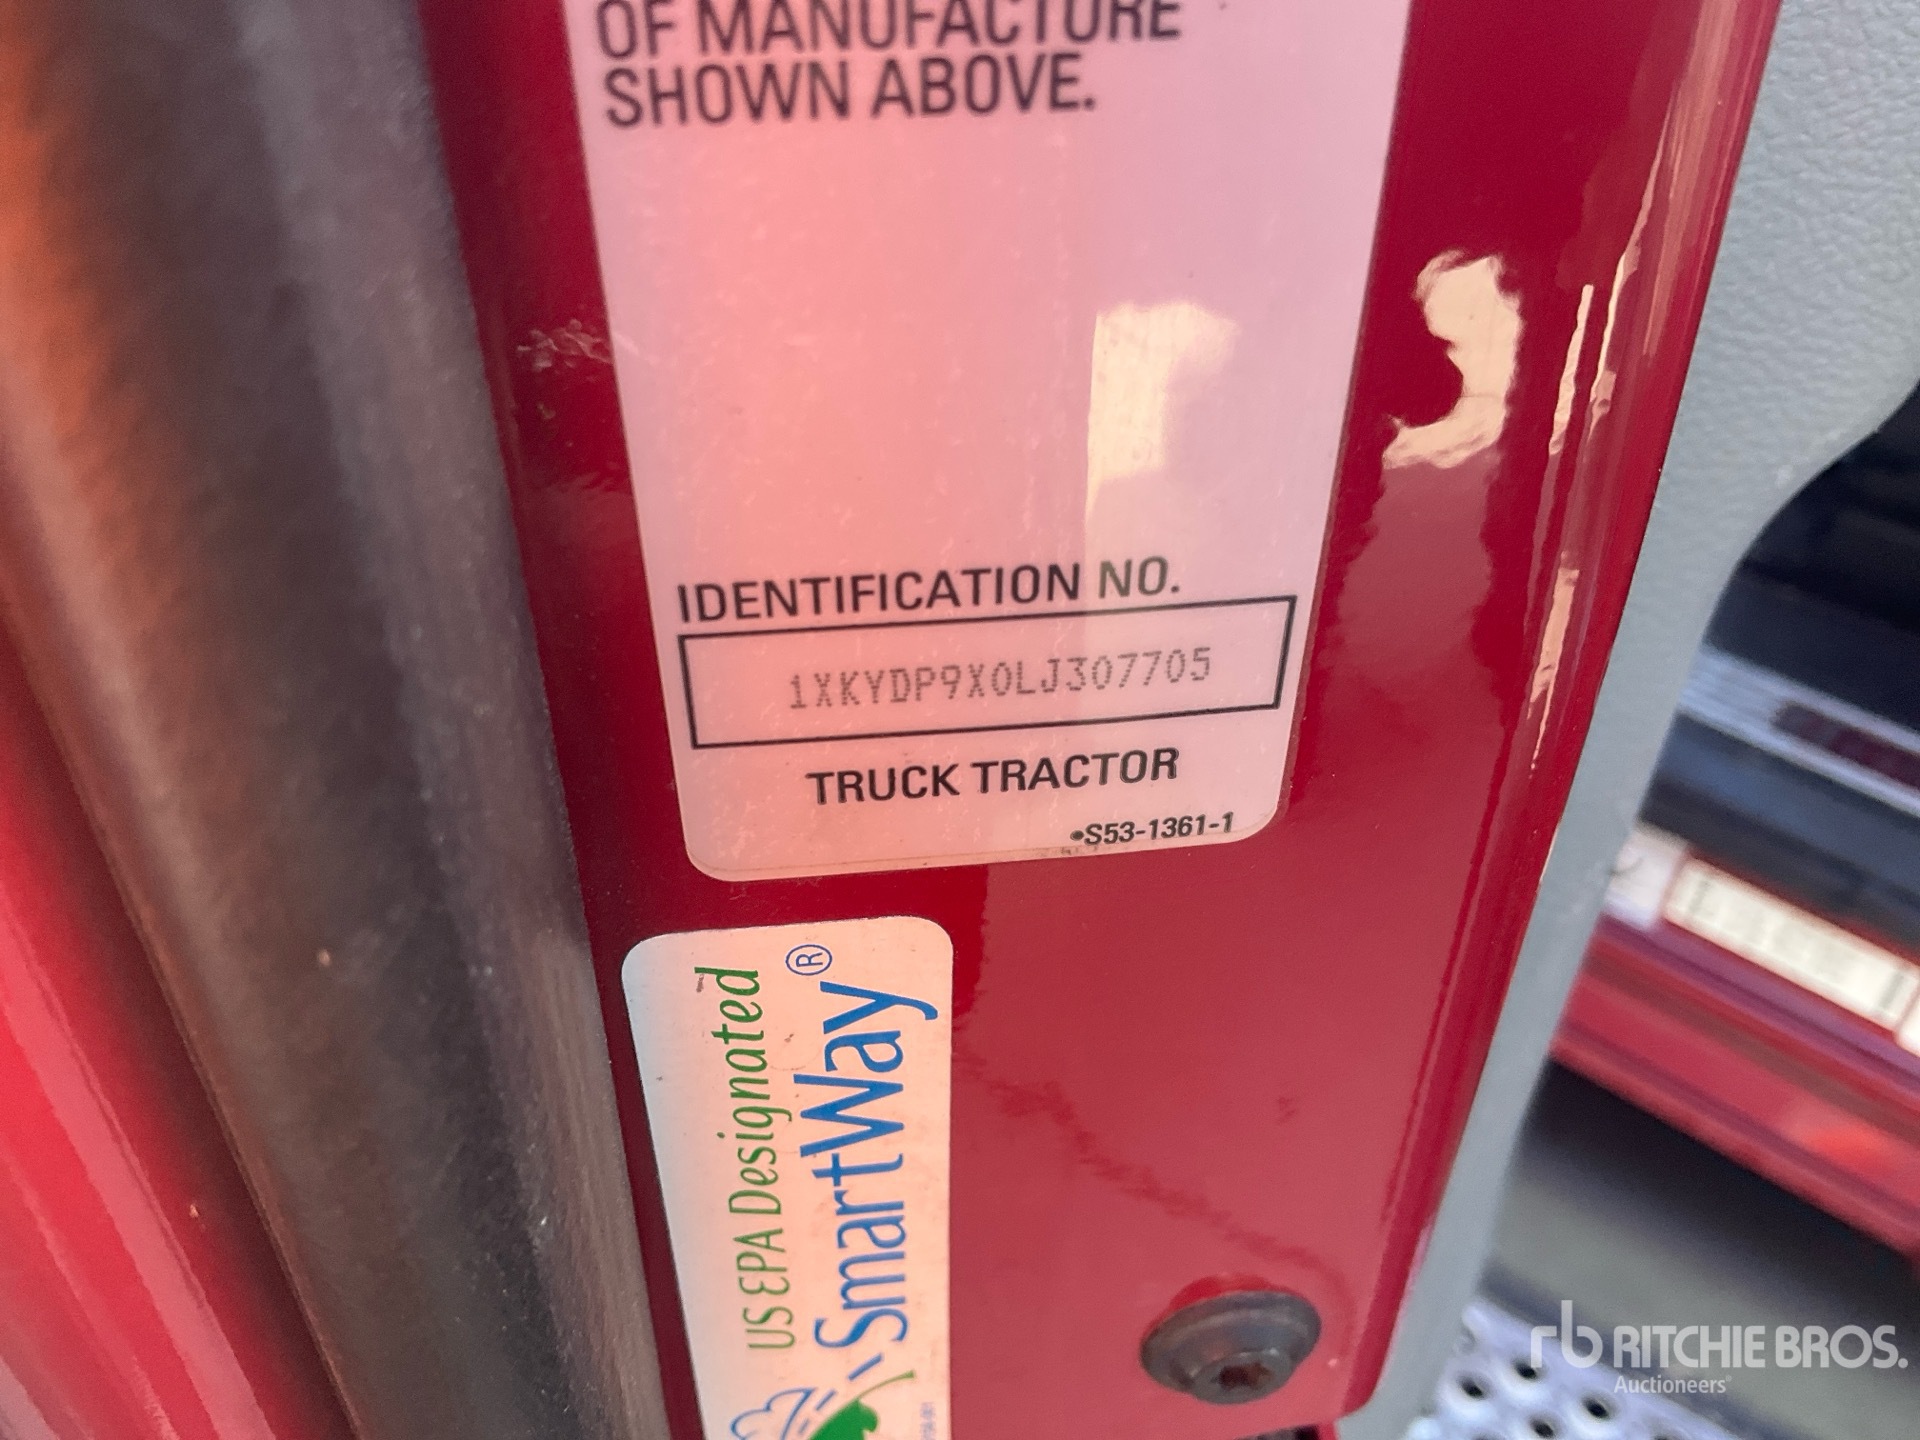 OF MANUFACTURE
SHOWN ABOVE.
IDENTIFICATION NO.
1XKYDP9X0LJ307705
TRUCK TRACTOR
•S53-1361-1
US EPA Designated
SmartWay®
rb RITCHIE BROS.
Auctioneers